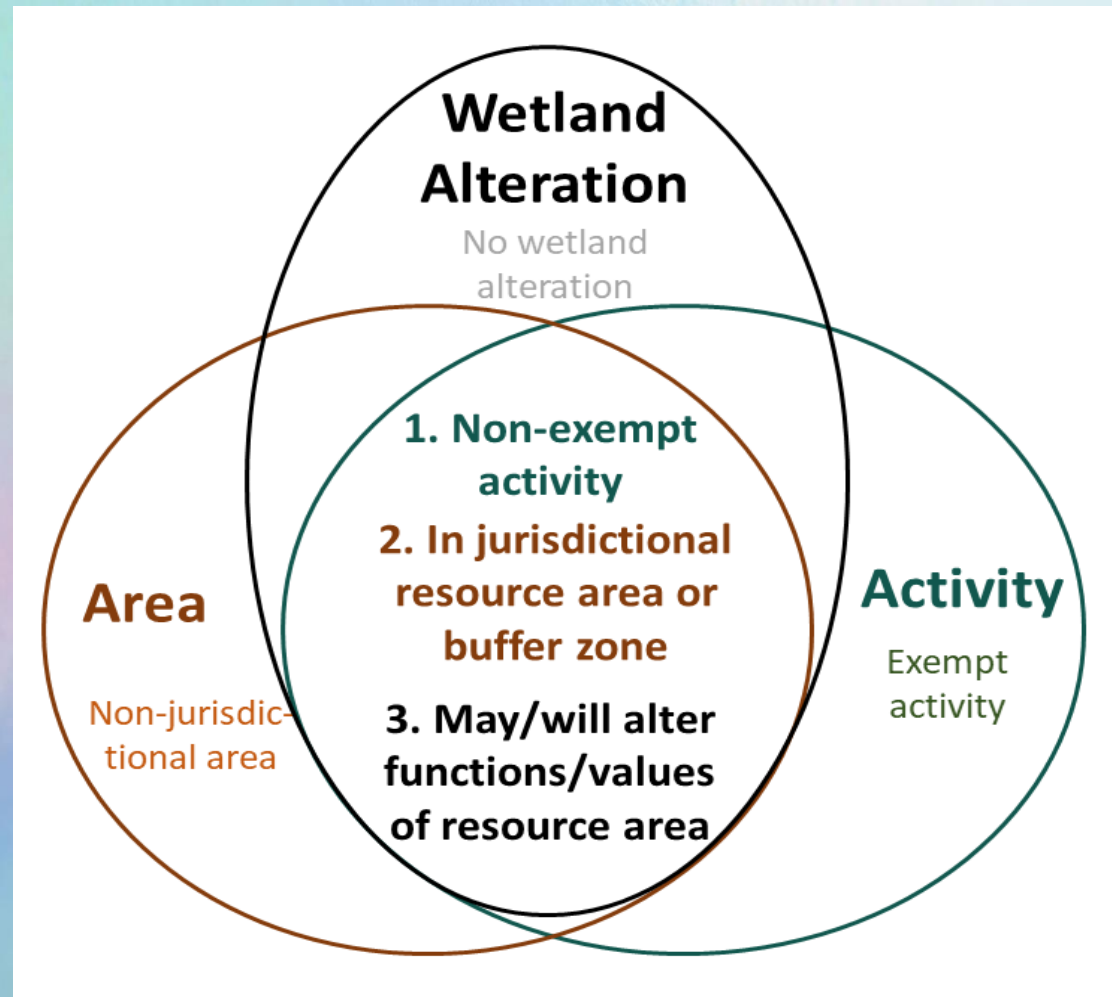 Wetland
Alteration
No wetland
alteration
1. Non-exempt
activity
2. In jurisdictional
resource area or
buffer zone
3. May/will alter
functions/values
of resource area
Area
Non-jurisdic-
tional area
Activity
Exempt
activity